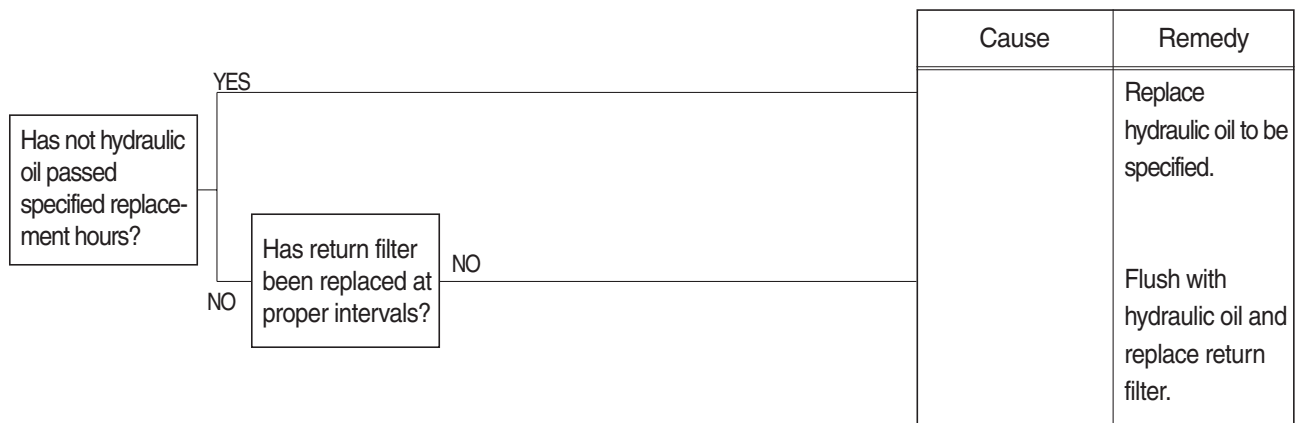 Cause
Remedy
YES
Replace
hydraulic oil to be
specified.
Has not hydraulic
oil passed
specified replace-
ment hours?
Has return filter
been replaced at
proper intervals?
NO
NO
Flush with
hydraulic oil and
replace return
filter.